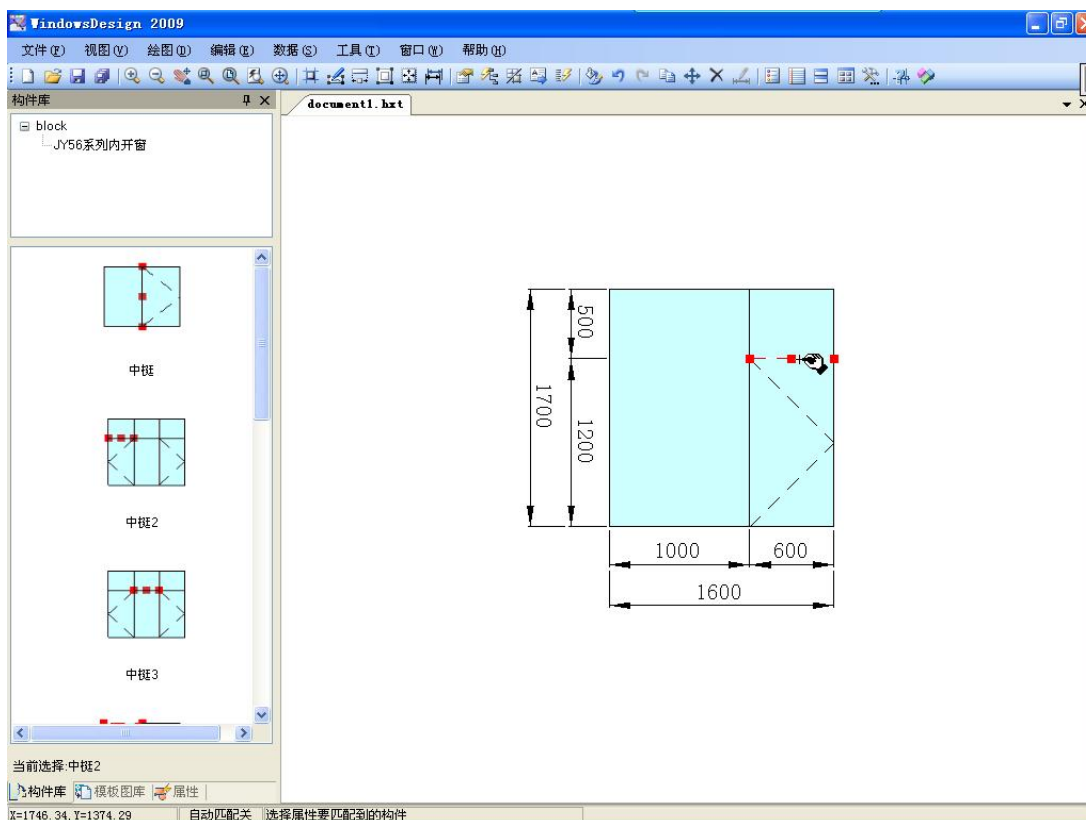 WindowsDesign 2009
文件(F) 视图(V) 绘图(D) 编辑(E) 数据(S) 工具(T) 窗口(W) 帮助(H)
构件库
document1.hxt
block
JY56系列内开窗
中梃
中梃2
中梃3
当前选择:中梃2
构件库 模板图库 属性
500
1700
1200
1000
600
1600
X=1746.34,Y=1374.29 自动匹配关 选择属性要匹配到的构件